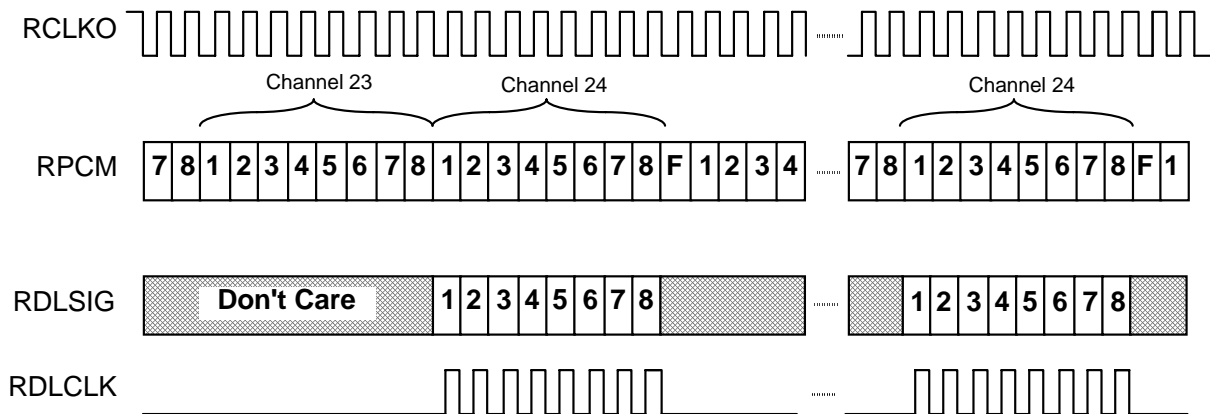 RCLKO
Channel 23 Channel 24 Channel 24
RPCM 7 8 1 2 3 4 5 6 7 8 1 2 3 4 5 6 7 8 F 1 2 3 4 7 8 1 2 3 4 5 6 7 8 F 1
RDLSIG Don't Care 1 2 3 4 5 6 7 8 1 2 3 4 5 6 7 8
RDLCLK